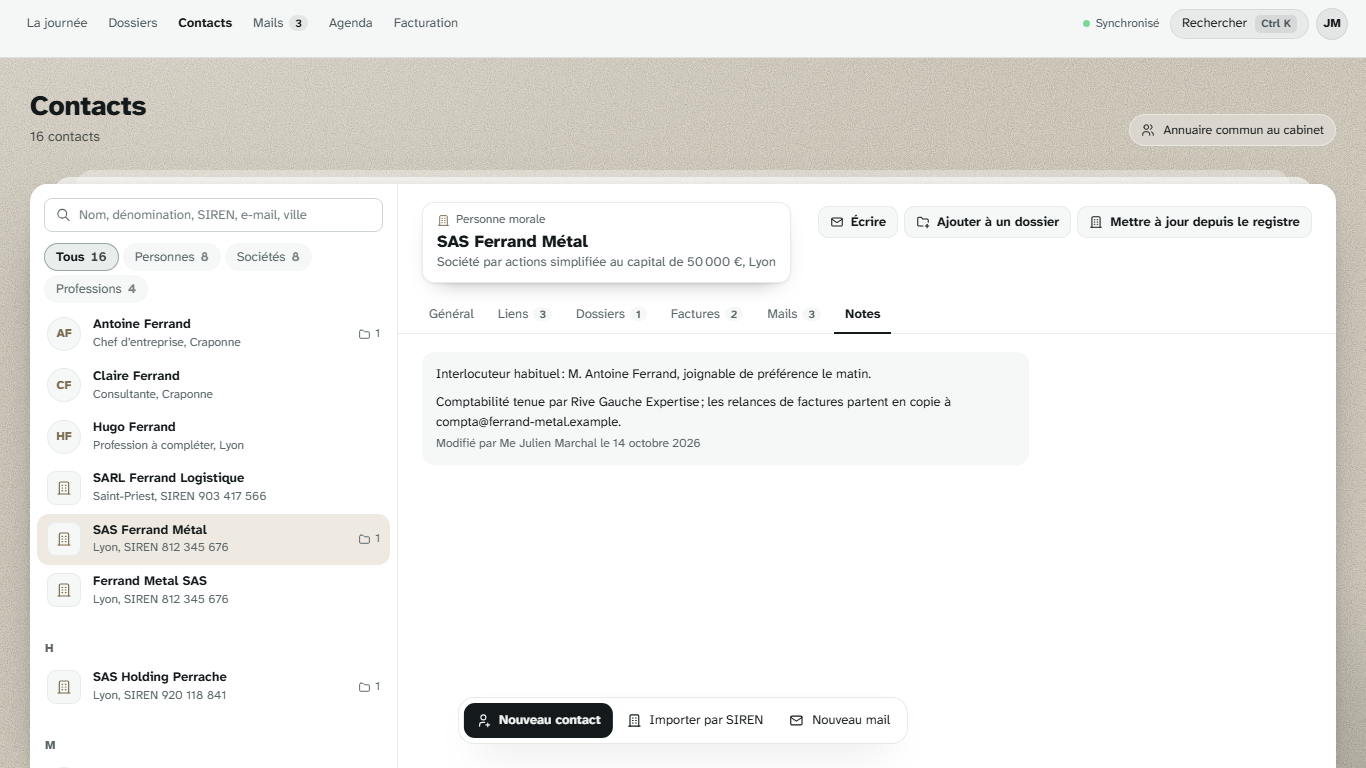 La journée
Dossiers
Contacts
Mails 3
Agenda
Facturation
Synchronisé
Rechercher Ctrl K
JM
Contacts
16 contacts
Annuaire commun au cabinet
Nom, dénomination, SIREN, e-mail, ville
Tous 16
Personnes 8
Sociétés 8
Professions 4
AF
Antoine Ferrand
Chef d'entreprise, Craponne
1
CF
Claire Ferrand
Consultante, Craponne
HF
Hugo Ferrand
Profession à compléter, Lyon
SARL Ferrand Logistique
Saint-Priest, SIREN 903 417 566
SAS Ferrand Métal
Lyon, SIREN 812 345 676
1
Ferrand Metal SAS
Lyon, SIREN 812 345 676
H
SAS Holding Perrache
Lyon, SIREN 920 118 841
1
M
Personne morale
SAS Ferrand Métal
Société par actions simplifiée au capital de 50 000 €, Lyon
Écrire
Ajouter à un dossier
Mettre à jour depuis le registre
Général
Liens 3
Dossiers 1
Factures 2
Mails 3
Notes
Interlocuteur habituel : M. Antoine Ferrand, joignable de préférence le matin.
Comptabilité tenue par Rive Gauche Expertise ; les relances de factures partent en copie à
compta@ferrand-metal.example.
Modifié par Me Julien Marchal le 14 octobre 2026
Nouveau contact
Importer par SIREN
Nouveau mail